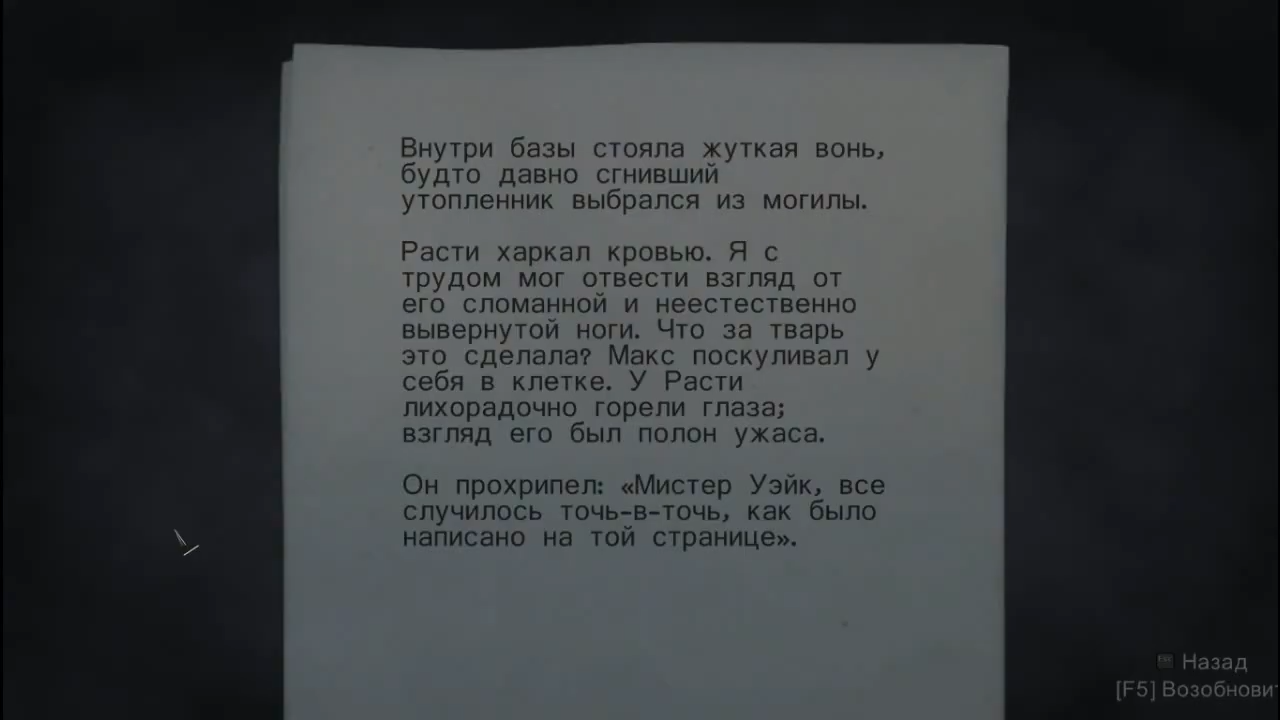 Внутри базы стояла жуткая вонь,
будто давно сгнивший
утопленник выбрался из могилы.
Расти харкал кровью. Я с
трудом мог отвести взгляд от
его сломанной и неестественно
вывернутой ноги. Что за тварь
это сделала? Макс поскуливал у
себя в клетке. У Расти
лихорадочно горели глаза;
взгляд его был полон ужаса.
Он прохрипел: «Мистер Уэйк, все
случилось точь-в-точь, как было
написано на той странице».
Назад
[F5] Возобнови